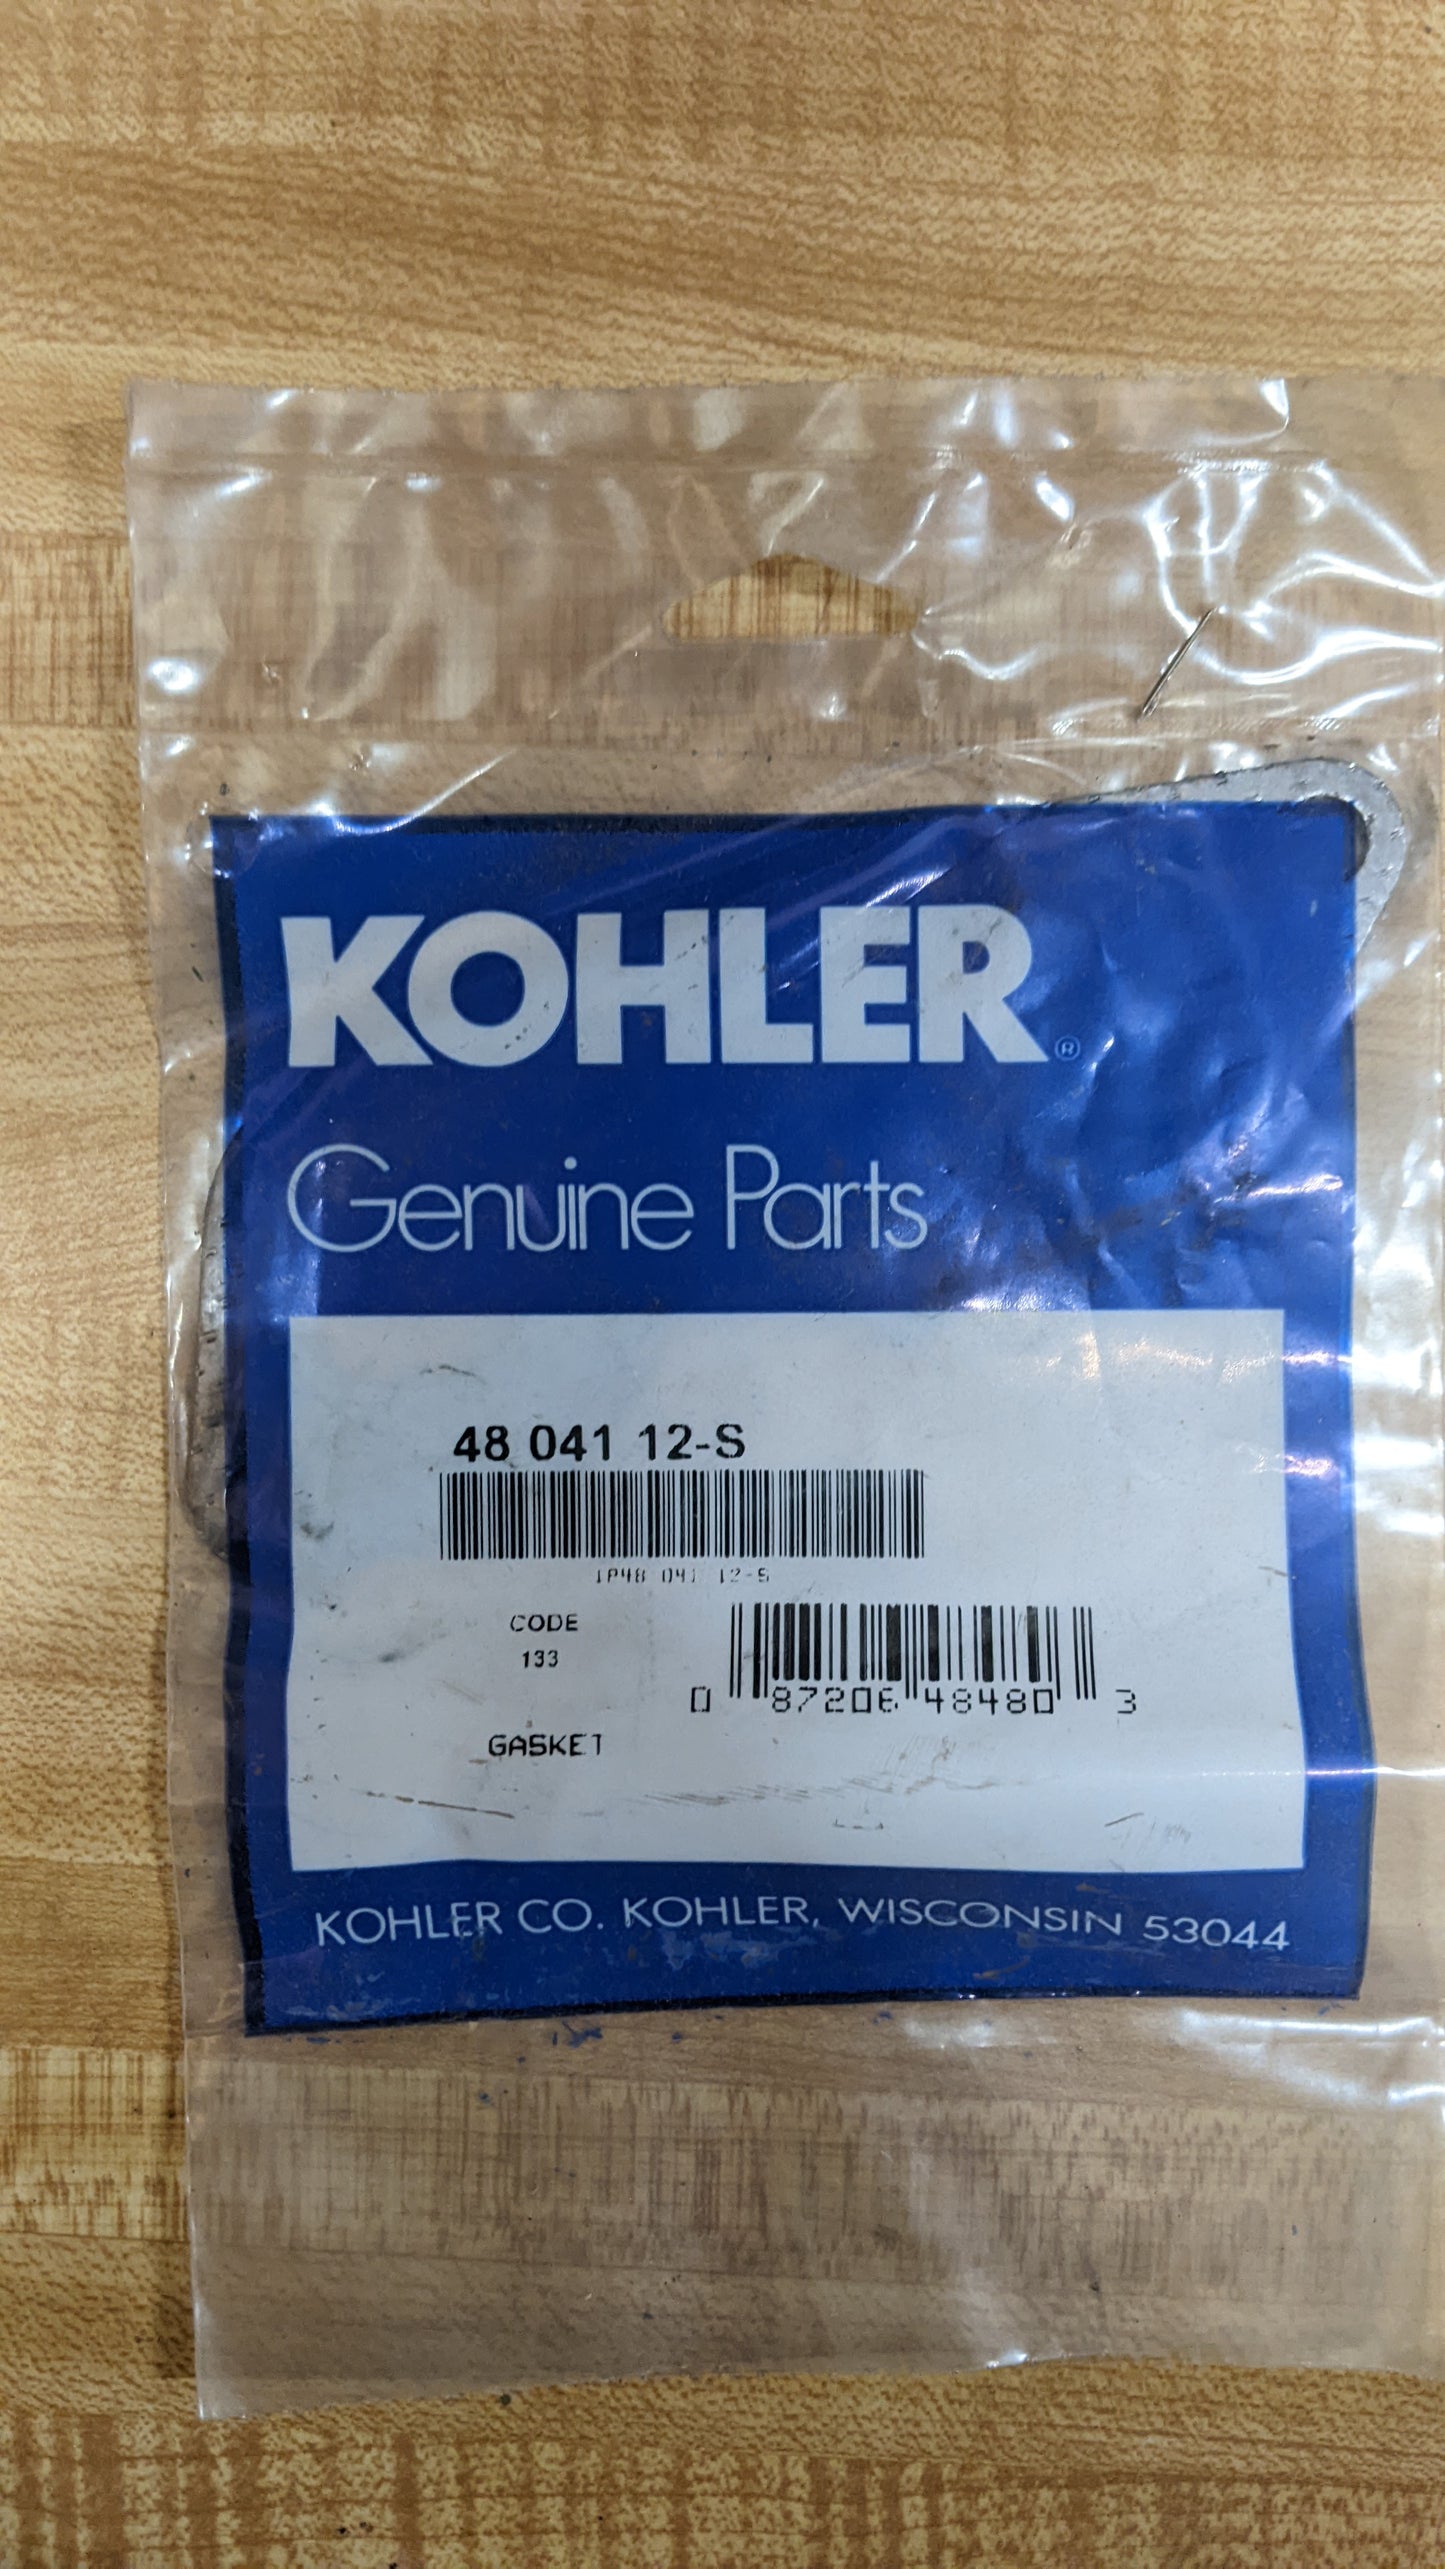 KOHLER®
Genuine Parts
48 041 12-S
1P48 041 12-S
CODE
133
0 87206 48480 3
GASKET
KOHLER CO. KOHLER, WISCONSIN 53044